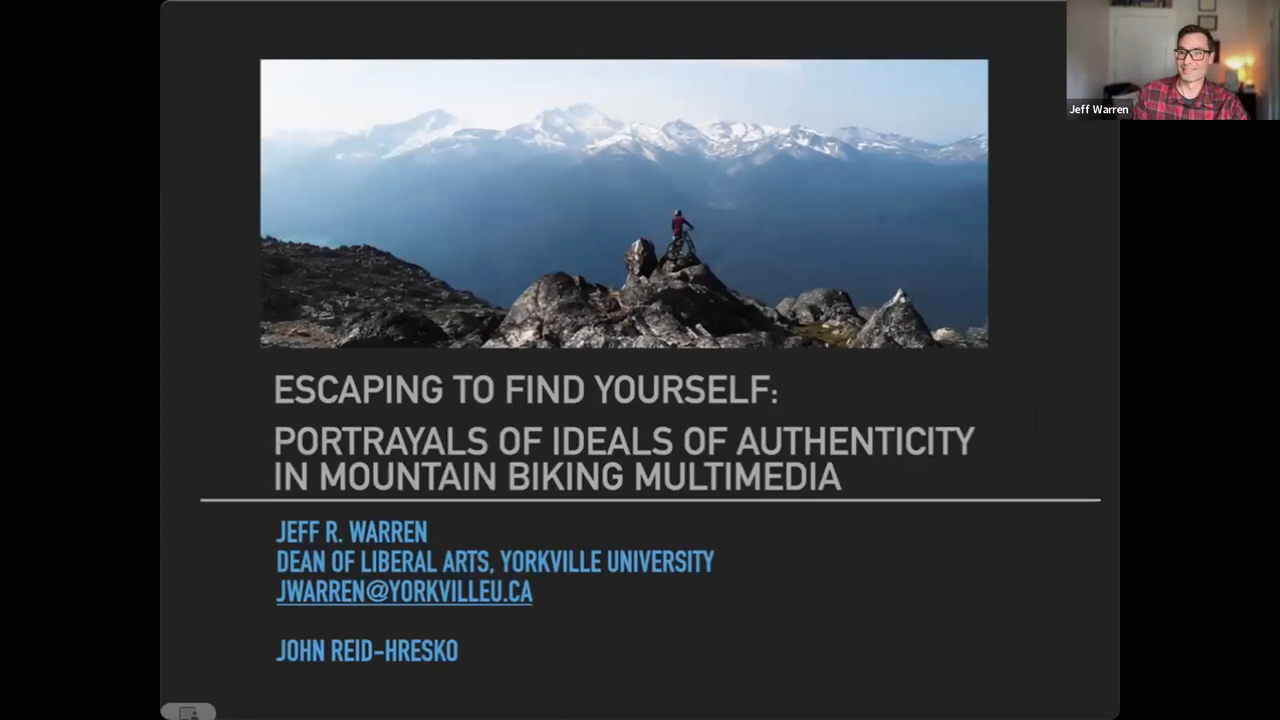 Jeff Warren
ESCAPING TO FIND YOURSELF:
PORTRAYALS OF IDEALS OF AUTHENTICITY
IN MOUNTAIN BIKING MULTIMEDIA
JEFF R. WARREN
DEAN OF LIBERAL ARTS, YORKVILLE UNIVERSITY
JWARREN@YORKVILLEU.CA
JOHN REID-HRESKO